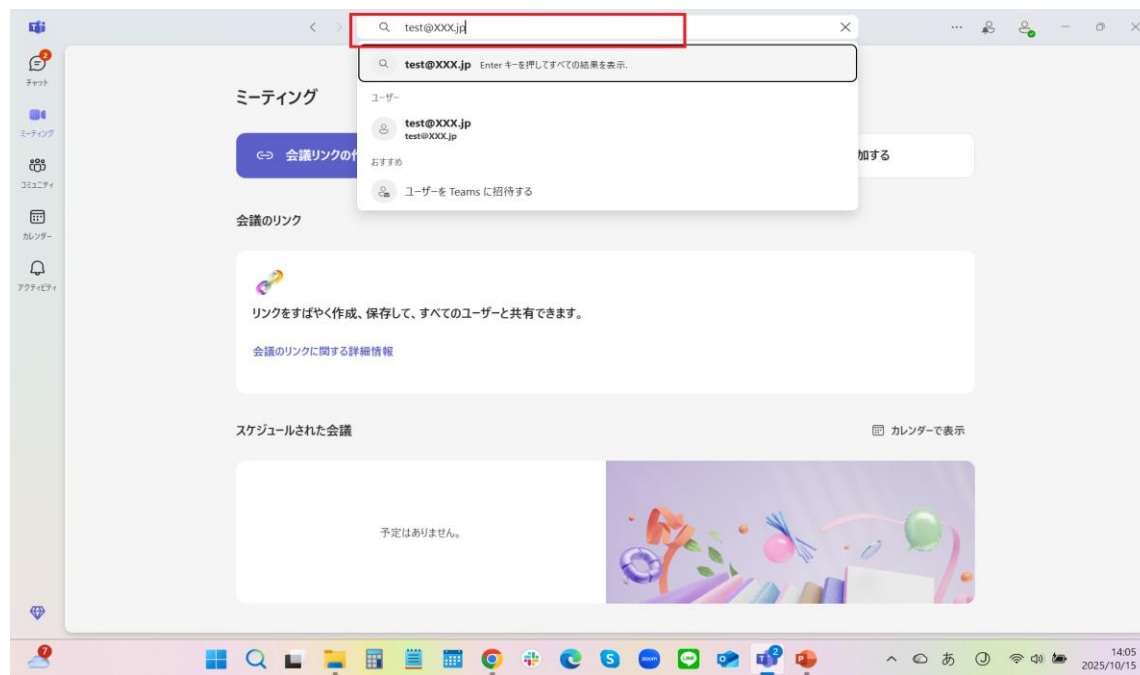 test@XXX.jp
test@XXX.jp Enter キーを押してすべての結果を表示.
2
チャット
ミーティング
コミュニティ
カレンダー
アクティビティ
ミーティング
ユーザー
test@XXX.jp
test@XXX.jp
会議リンクの作
加する
おすすめ
ユーザーを Teams に招待する
会議のリンク
リンクをすばやく作成、保存して、すべてのユーザーと共有できます。
会議のリンクに関する詳細情報
スケジュールされた会議
カレンダーで表示
予定はありません。
7
S
zoom
LINE
2
P
あ
J
14:05
2025/10/15